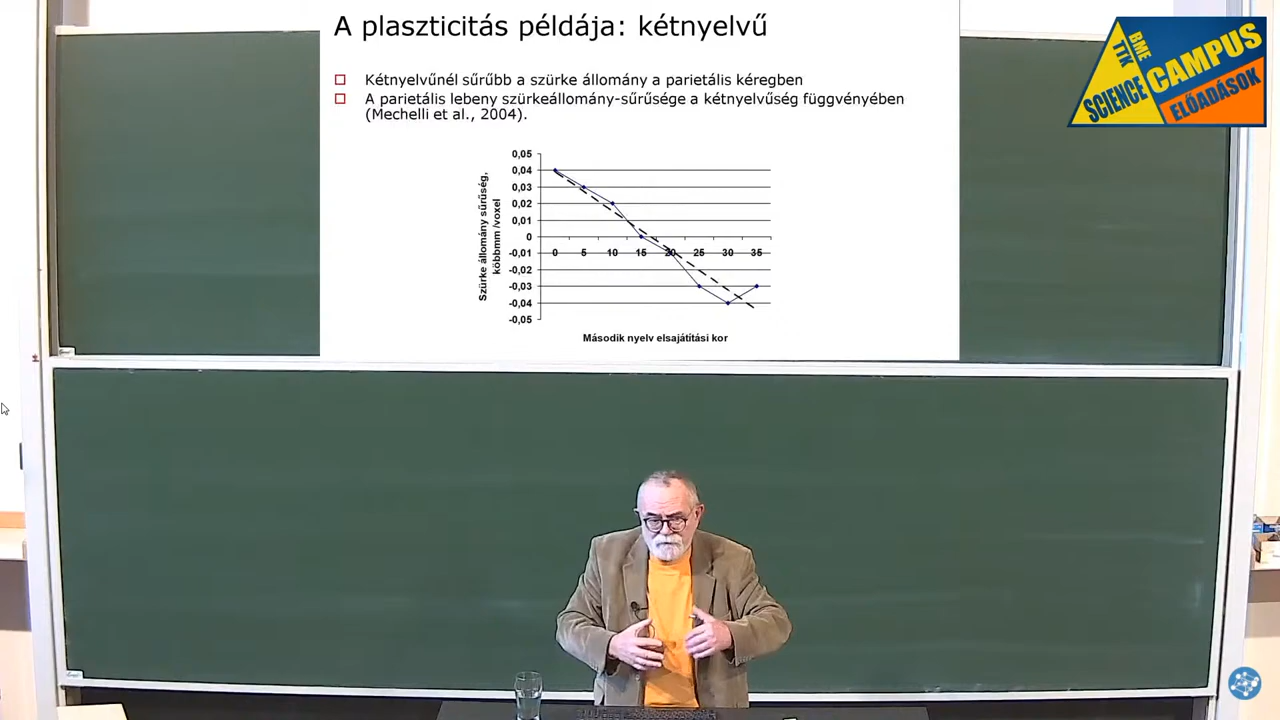 A plaszticitás példája: kétnyelvű
Kétnyelvűnél sűrűbb a szürke állomány a parietális kéregben
A parietális lebeny szürkeállomány-sűrűsége a kétnyelvűség függvényében
(Mechelli et al., 2004).
Szürke állomány sűrűség,
köbbmm /voxel
0,05
0,04
0,03
0,02
0,01
0
-0,01
-0,02
-0,03
-0,04
-0,05
0 5 10 15 20 25 30 35
Második nyelv elsajátítási kor
BME
TTK
SCIENCE
CAMPUS
ELŐADÁSOK